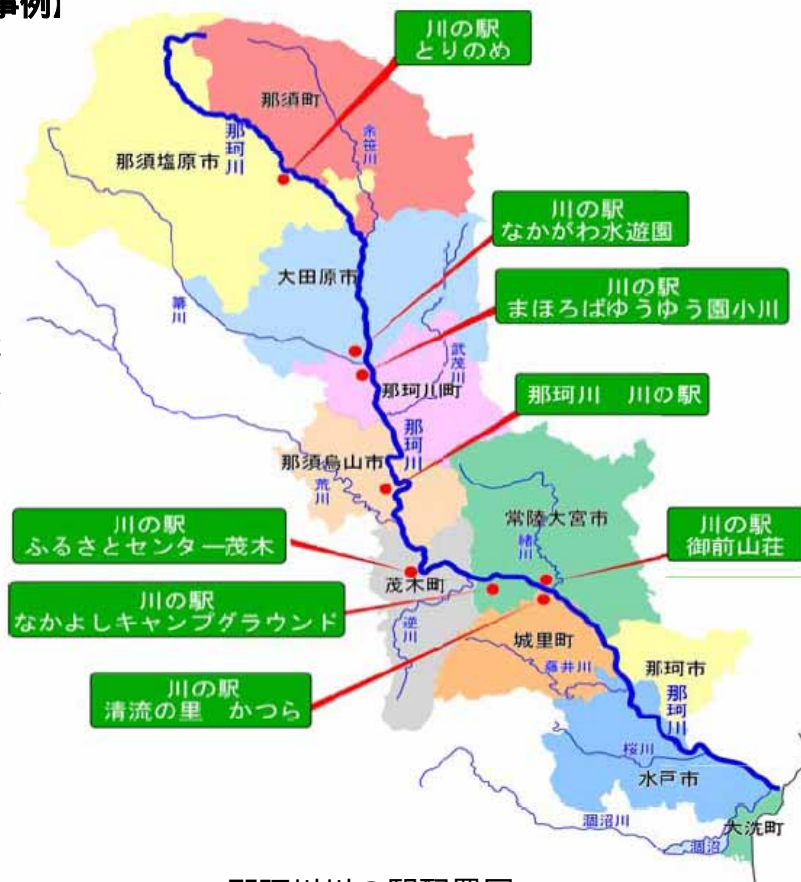 事例】
川の駅
とりのめ
那須町
余笹川
那珂川
那須塩原市
川の駅
なかがわ水遊園
大田原市
川の駅
まほろばゆうゆう園小川
箒川
武茂川
那珂川町
那珂川　川の駅
那珂川
那須烏山市
荒川
川の駅
ふるさとセンター茂木
常陸大宮市
緒川
川の駅
御前山荘
茂木町
川の駅
なかよしキャンプグラウンド
逆川
城里町
藤井川
那珂市
川の駅
清流の里　かつら
那珂川
桜川
水戸市
涸沼川
大洗町
涸沼